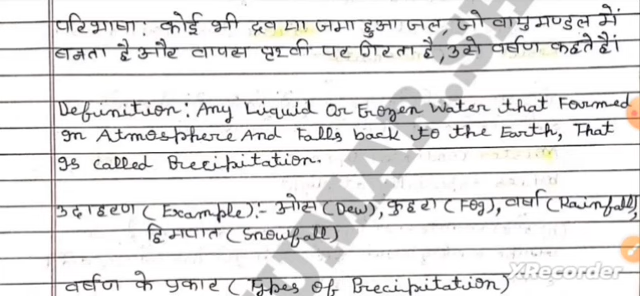 परिभाषा: कोई भी द्रव या जमा हुआ जल, जो वायुमण्डल में
बनता है और वापस पृथ्वी पर गिरता है, उसे वर्षण कहते हैं।
Definition: Any Liquid Or Frozen Water that Formed
In Atmosphere And Falls back to the Earth, That
Is Called Precipitation.
उदाहरण (Example):- ओस (Dew), कुहरा (Fog), वर्षा (Rainfall),
हिमपात (Snowfall)
वर्षण के प्रकार (Types Of Precipitation)
KUMAR.SH
XRecorder